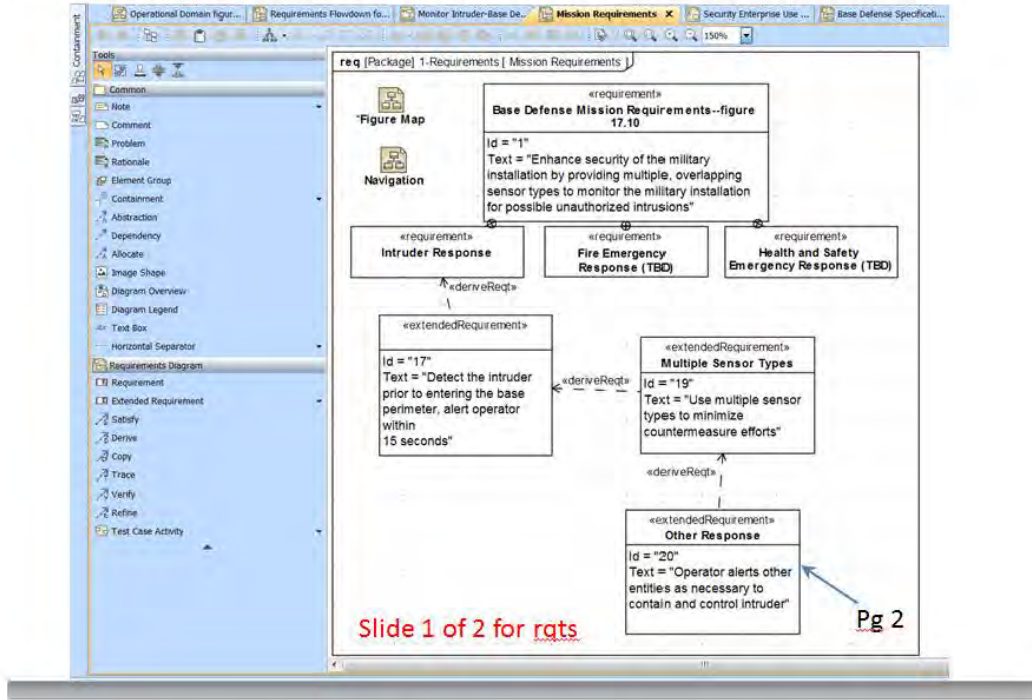 Operational Domain figur...
Requirements Flowdown fo...
Monitor Intruder-Base De...
Mission Requirements
Security Enterprise Use ...
Base Defense Specificati...
Containment
150%
Tools
Common
Note
Comment
Problem
Rationale
Element Group
Containment
Abstraction
Dependency
Allocate
Image Shape
Diagram Overview
Diagram Legend
Text Box
Horizontal Separator
Requirements Diagram
Requirement
Extended Requirement
Satisfy
Derive
Copy
Trace
Verify
Refine
Test Case Activity
req [Package] 1-Requirements [ Mission Requirements ]
"Figure Map
Navigation
«requirement»
Base Defense Mission Requirements--figure
17.10
Id = "1"
Text = "Enhance security of the military
installation by providing multiple, overlapping
sensor types to monitor the military installation
for possible unauthorized intrusions"
«requirement»
Intruder Response
«requirement»
Fire Emergency
Response (TBD)
«requirement»
Health and Safety
Emergency Response (TBD)
«deriveReqt»
«extendedRequirement»
Id = "17"
Text = "Detect the intruder
prior to entering the base
perimeter, alert operator
within
15 seconds"
«deriveReqt»
«extendedRequirement»
Multiple Sensor Types
Id = "19"
Text = "Use multiple sensor
types to minimize
countermeasure efforts"
«deriveReqt»
«extendedRequirement»
Other Response
Id = "20"
Text = "Operator alerts other
entities as necessary to
contain and control intruder"
Pg 2
Slide 1 of 2 for rqts